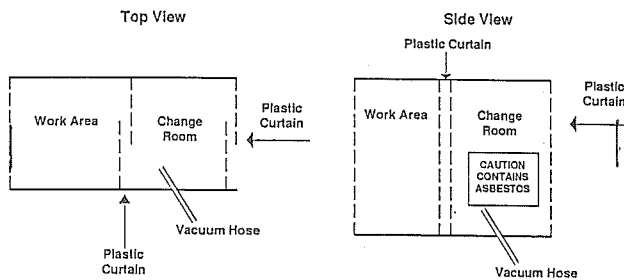 Top View
Work Area
Change
Room
Plastic
Curtain
Vacuum Hose
Plastic
Curtain
Side View
Plastic Curtain
Work Area
Change
Room
Plastic
Curtain
CAUTION
CONTAINS
ASBESTOS
Vacuum Hose